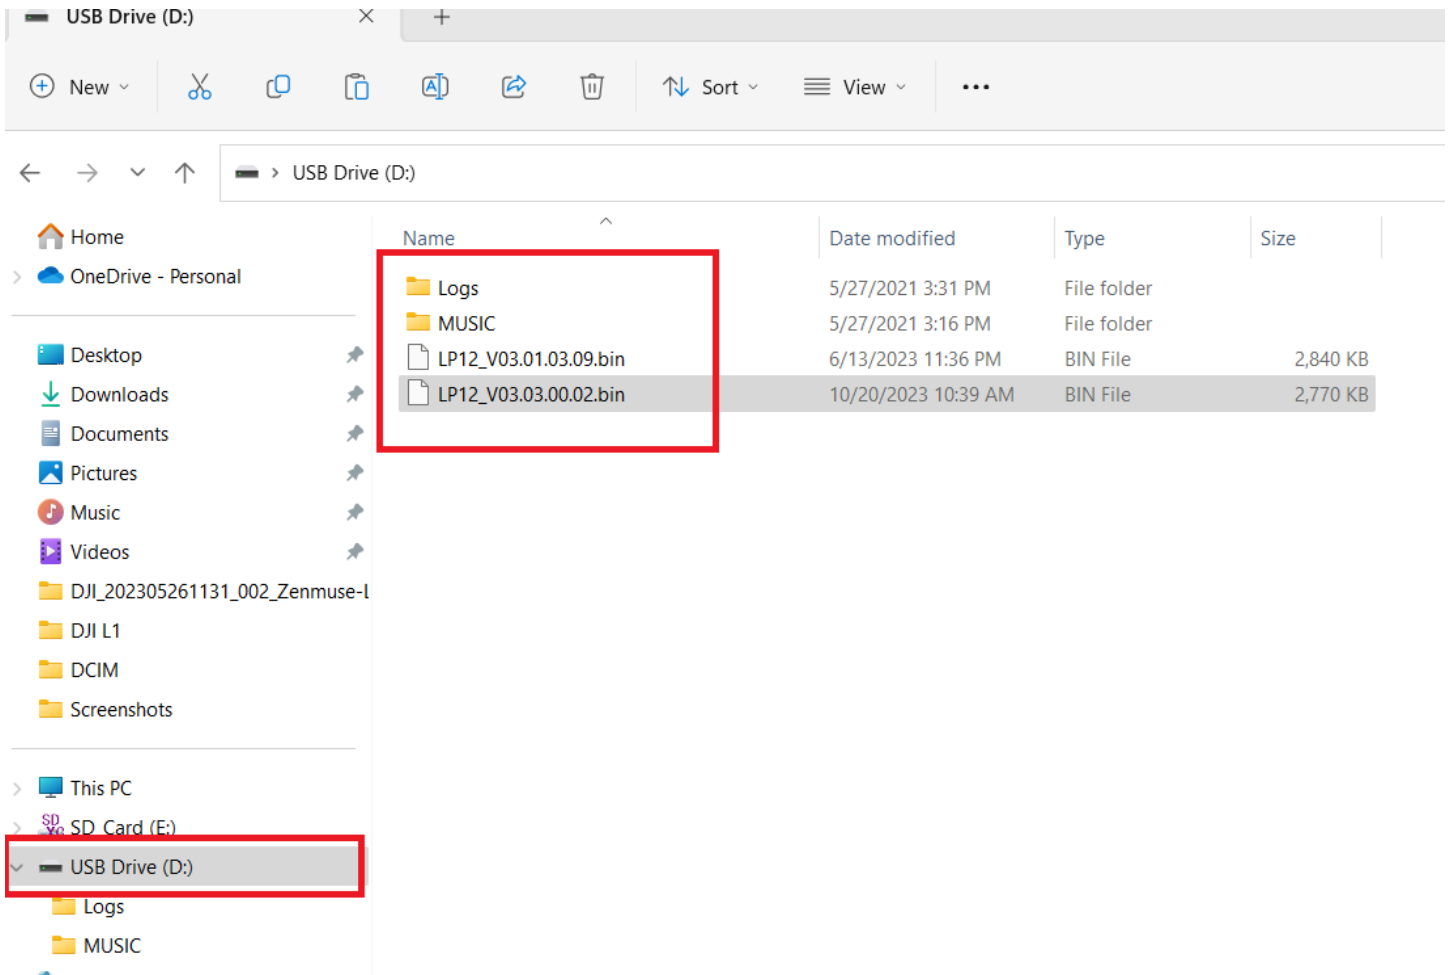 USB Drive (D:)
New
Sort
View
USB Drive (D:)
Home
OneDrive - Personal
Desktop
Downloads
Documents
Pictures
Music
Videos
DJI_202305261131_002_Zenmuse-L
DJI L1
DCIM
Screenshots
This PC
SD_Card (E:)
USB Drive (D:)
Logs
MUSIC
Name Date modified Type Size
Logs 5/27/2021 3:31 PM File folder
MUSIC 5/27/2021 3:16 PM File folder
LP12_V03.01.03.09.bin 6/13/2023 11:36 PM BIN File 2,840 KB
LP12_V03.03.00.02.bin 10/20/2023 10:39 AM BIN File 2,770 KB